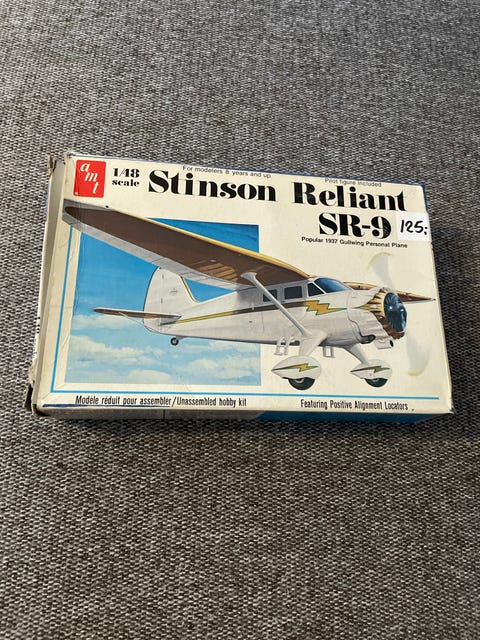 amt
1/48
scale
For modelers 8 years and up
Pilot figure included
Stinson Reliant
SR-9
125,-
Popular 1937 Gullwing Personal Plane
Modèle réduit pour assembler/Unassembled hobby kit
Featuring Positive Alignment Locators